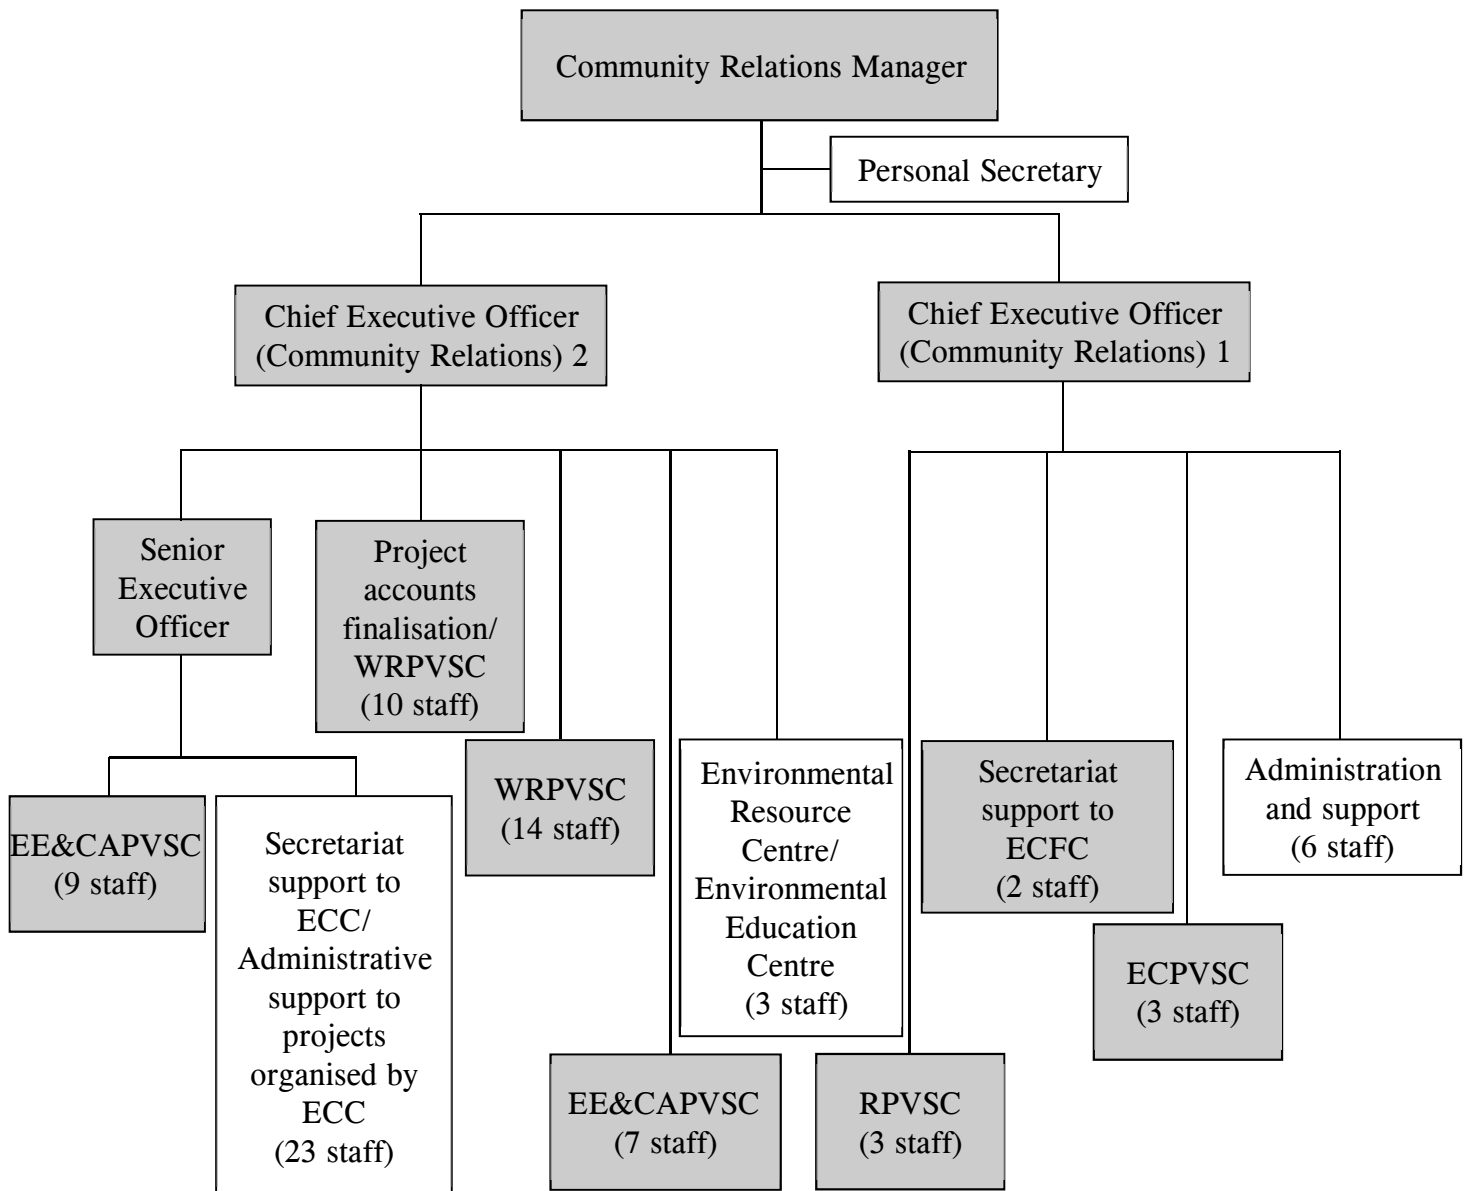 Community Relations Manager
Personal Secretary
Chief Executive Officer
(Community Relations) 2
Chief Executive Officer
(Community Relations) 1
Senior
Executive
Officer
Project
accounts
finalisation/
WRPVSC
(10 staff)
WRPVSC
(14 staff)
Environmental
Resource
Centre/
Environmental
Education
Centre
(3 staff)
Secretariat
support to
ECFC
(2 staff)
Administration
and support
(6 staff)
EE&CAPVSC
(9 staff)
Secretariat
support to
ECC/
Administrative
support to
projects
organised by
ECC
(23 staff)
ECPVSC
(3 staff)
EE&CAPVSC
(7 staff)
RPVSC
(3 staff)